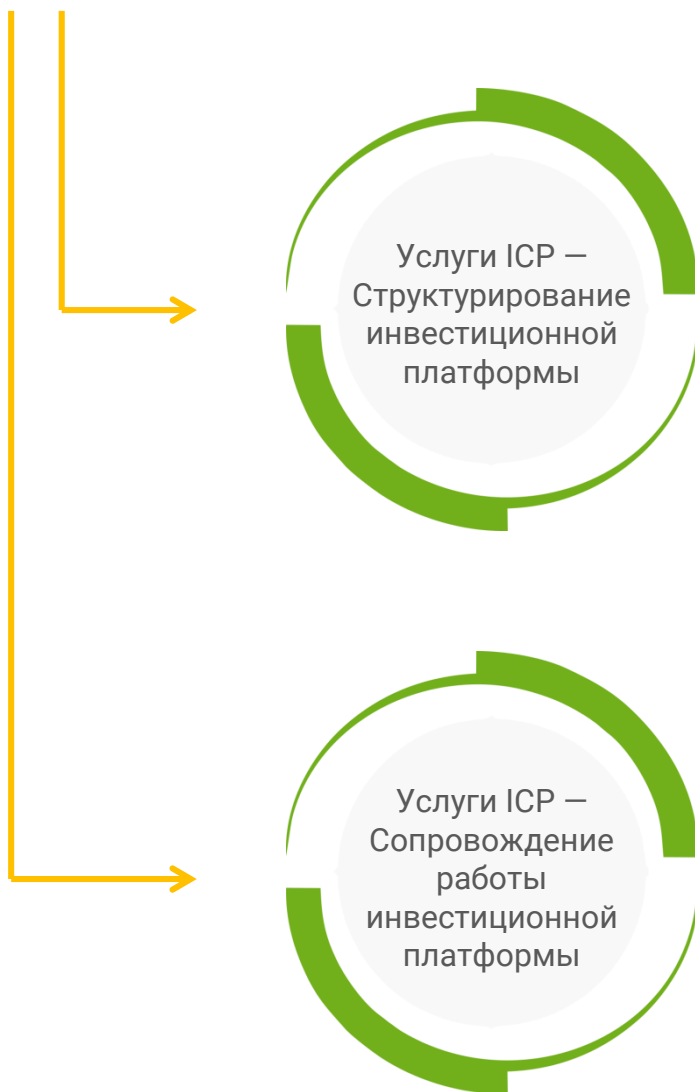 Услуги ICP —
Структурирование
инвестиционной
платформы
Услуги ICP —
Сопровождение
работы
инвестиционной
платформы